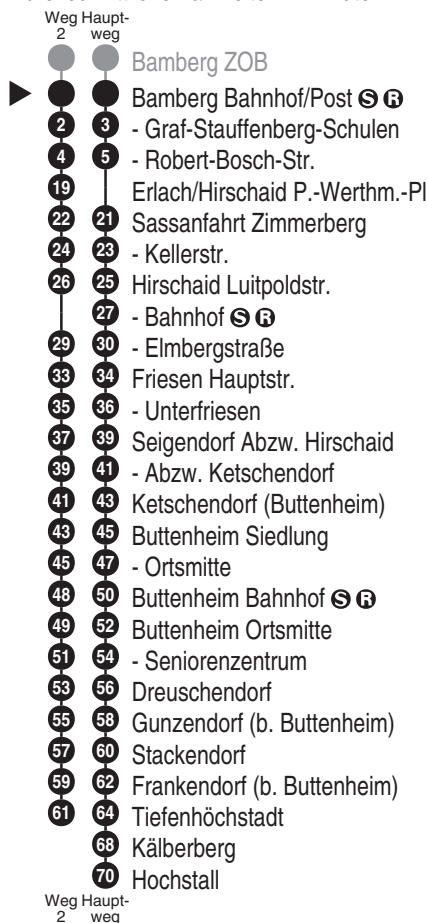 Weg Haupt-
2 weg
Bamberg ZOB
Bamberg Bahnhof/Post S R
2 3 - Graf-Stauffenberg-Schulen
4 5 - Robert-Bosch-Str.
19 Erlach/Hirschaid P.-Werthm.-Pl
22 21 Sassanfahrt Zimmerberg
24 23 - Kellerstr.
26 25 Hirschaid Luitpoldstr.
27 - Bahnhof S R
29 30 - Elmbergstraße
33 34 Friesen Hauptstr.
35 36 - Unterfriesen
37 39 Seigendorf Abzw. Hirschaid
39 41 - Abzw. Ketschendorf
41 43 Ketschendorf (Buttenheim)
43 45 Buttenheim Siedlung
45 47 - Ortsmitte
48 50 Buttenheim Bahnhof S R
49 52 Buttenheim Ortsmitte
51 54 - Seniorenzentrum
53 56 Dreuschendorf
55 58 Gunzendorf (b. Buttenheim)
57 60 Stackendorf
59 62 Frankendorf (b. Buttenheim)
61 64 Tiefenhöchstadt
68 Kälberberg
70 Hochstall
Weg Haupt-
2 weg